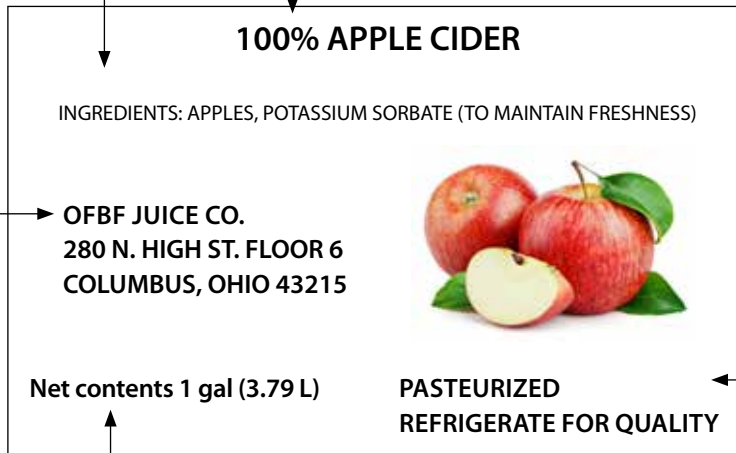 100% APPLE CIDER
INGREDIENTS: APPLES, POTASSIUM SORBATE (TO MAINTAIN FRESHNESS)
OFBF JUICE CO.
280 N. HIGH ST. FLOOR 6
COLUMBUS, OHIO 43215
Net contents 1 gal (3.79 L)
PASTEURIZED
REFRIGERATE FOR QUALITY